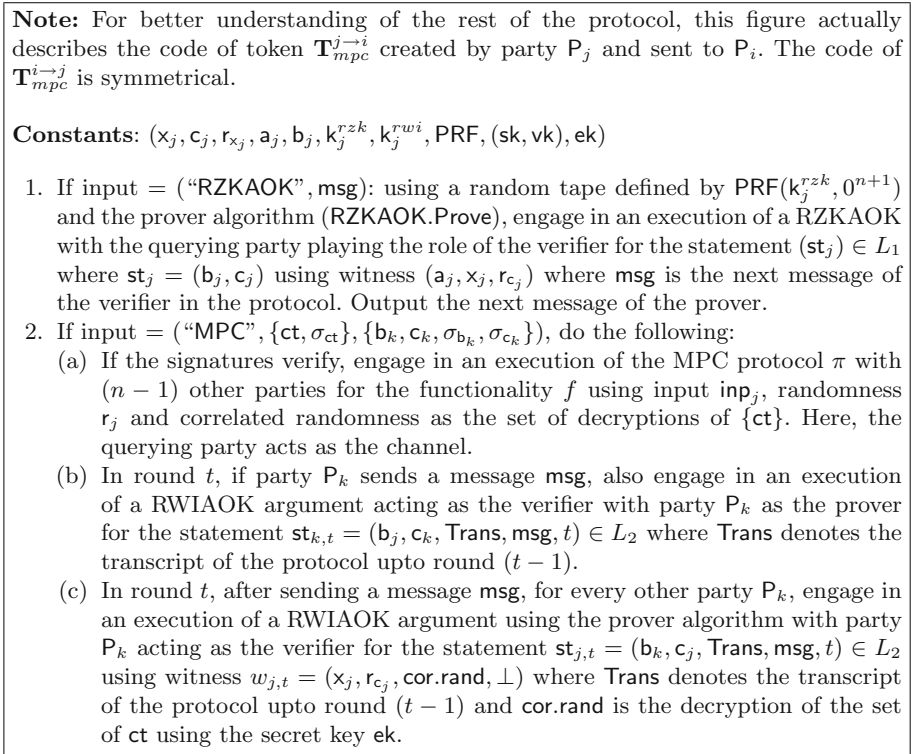 Note: For better understanding of the rest of the protocol, this figure actually
describes the code of token T_{mpc}^{j→i} created by party P_j and sent to P_i. The code of
T_{mpc}^{i→j} is symmetrical.
Constants: (x_j, c_j, r_{x_j}, a_j, b_j, k_j^{rzk}, k_j^{rwi}, PRF, (sk, vk), ek)
1. If input = (“RZKAOK”, msg): using a random tape defined by PRF(k_j^{rzk}, 0^{n+1})
and the prover algorithm (RZKAOK.Prove), engage in an execution of a RZKAOK
with the querying party playing the role of the verifier for the statement (st_j) ∈ L_1
where st_j = (b_j, c_j) using witness (a_j, x_j, r_{c_j}) where msg is the next message of
the verifier in the protocol. Output the next message of the prover.
2. If input = (“MPC”, {ct, σ_{ct}}, {b_k, c_k, σ_{b_k}, σ_{c_k}}), do the following:
(a) If the signatures verify, engage in an execution of the MPC protocol π with
(n − 1) other parties for the functionality f using input inp_j, randomness
r_j and correlated randomness as the set of decryptions of {ct}. Here, the
querying party acts as the channel.
(b) In round t, if party P_k sends a message msg, also engage in an execution
of a RWIAOK argument acting as the verifier with party P_k as the prover
for the statement st_{k,t} = (b_j, c_k, Trans, msg, t) ∈ L_2 where Trans denotes the
transcript of the protocol upto round (t − 1).
(c) In round t, after sending a message msg, for every other party P_k, engage in
an execution of a RWIAOK argument using the prover algorithm with party
P_k acting as the verifier for the statement st_{j,t} = (b_k, c_j, Trans, msg, t) ∈ L_2
using witness w_{j,t} = (x_j, r_{c_j}, cor.rand, ⊥) where Trans denotes the transcript
of the protocol upto round (t − 1) and cor.rand is the decryption of the set
of ct using the secret key ek.